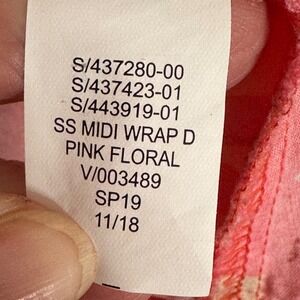 S/437280-00
S/437423-01
S/443919-01
SS MIDI WRAP D
PINK FLORAL
V/003489
SP19
11/18